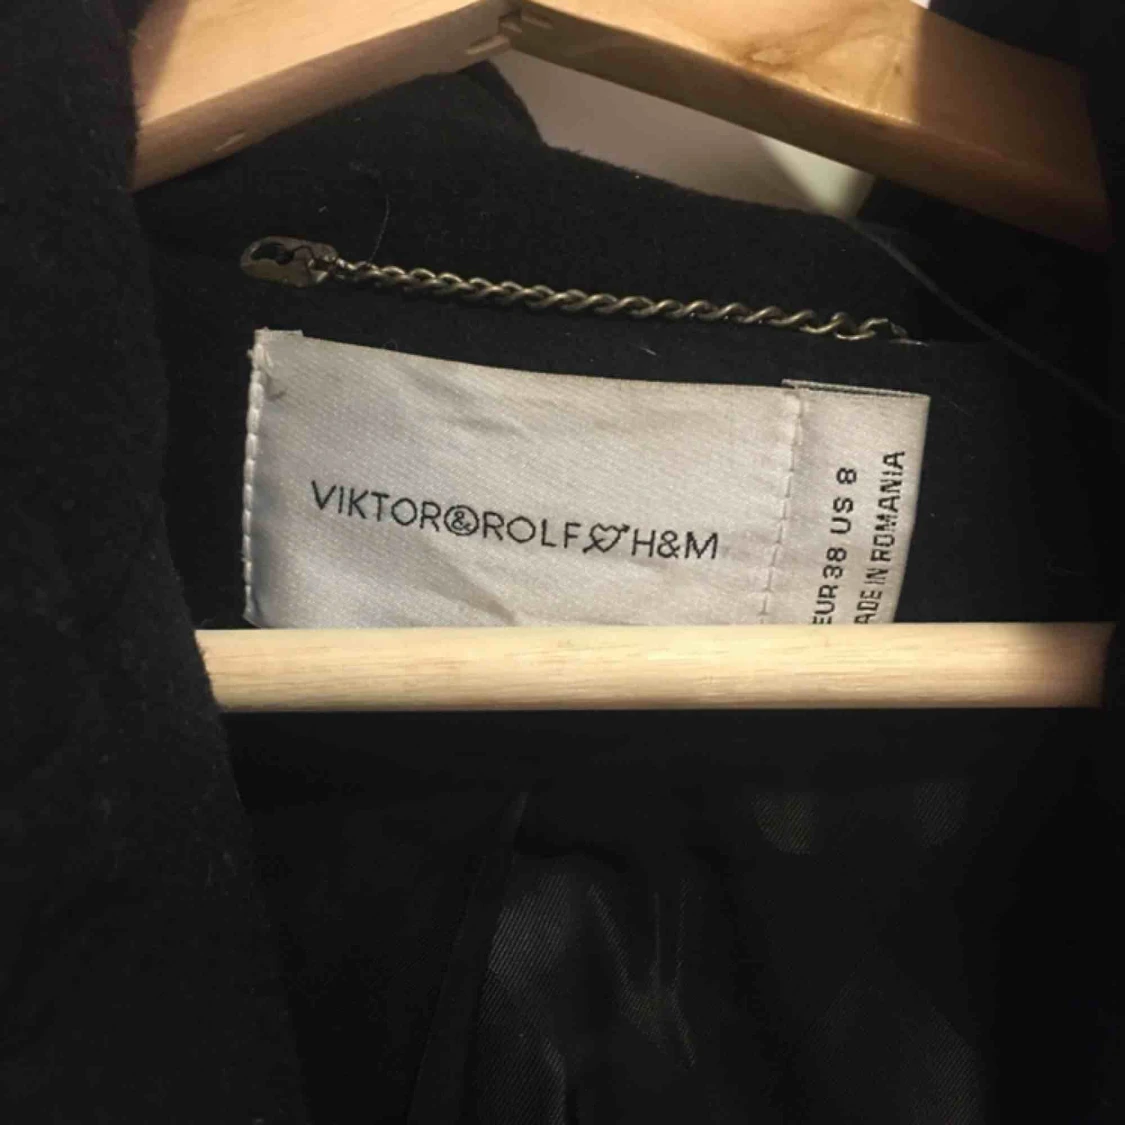 VIKTOR&ROLF♥H&M
EUR 38 US 8
ADE IN ROMANIA